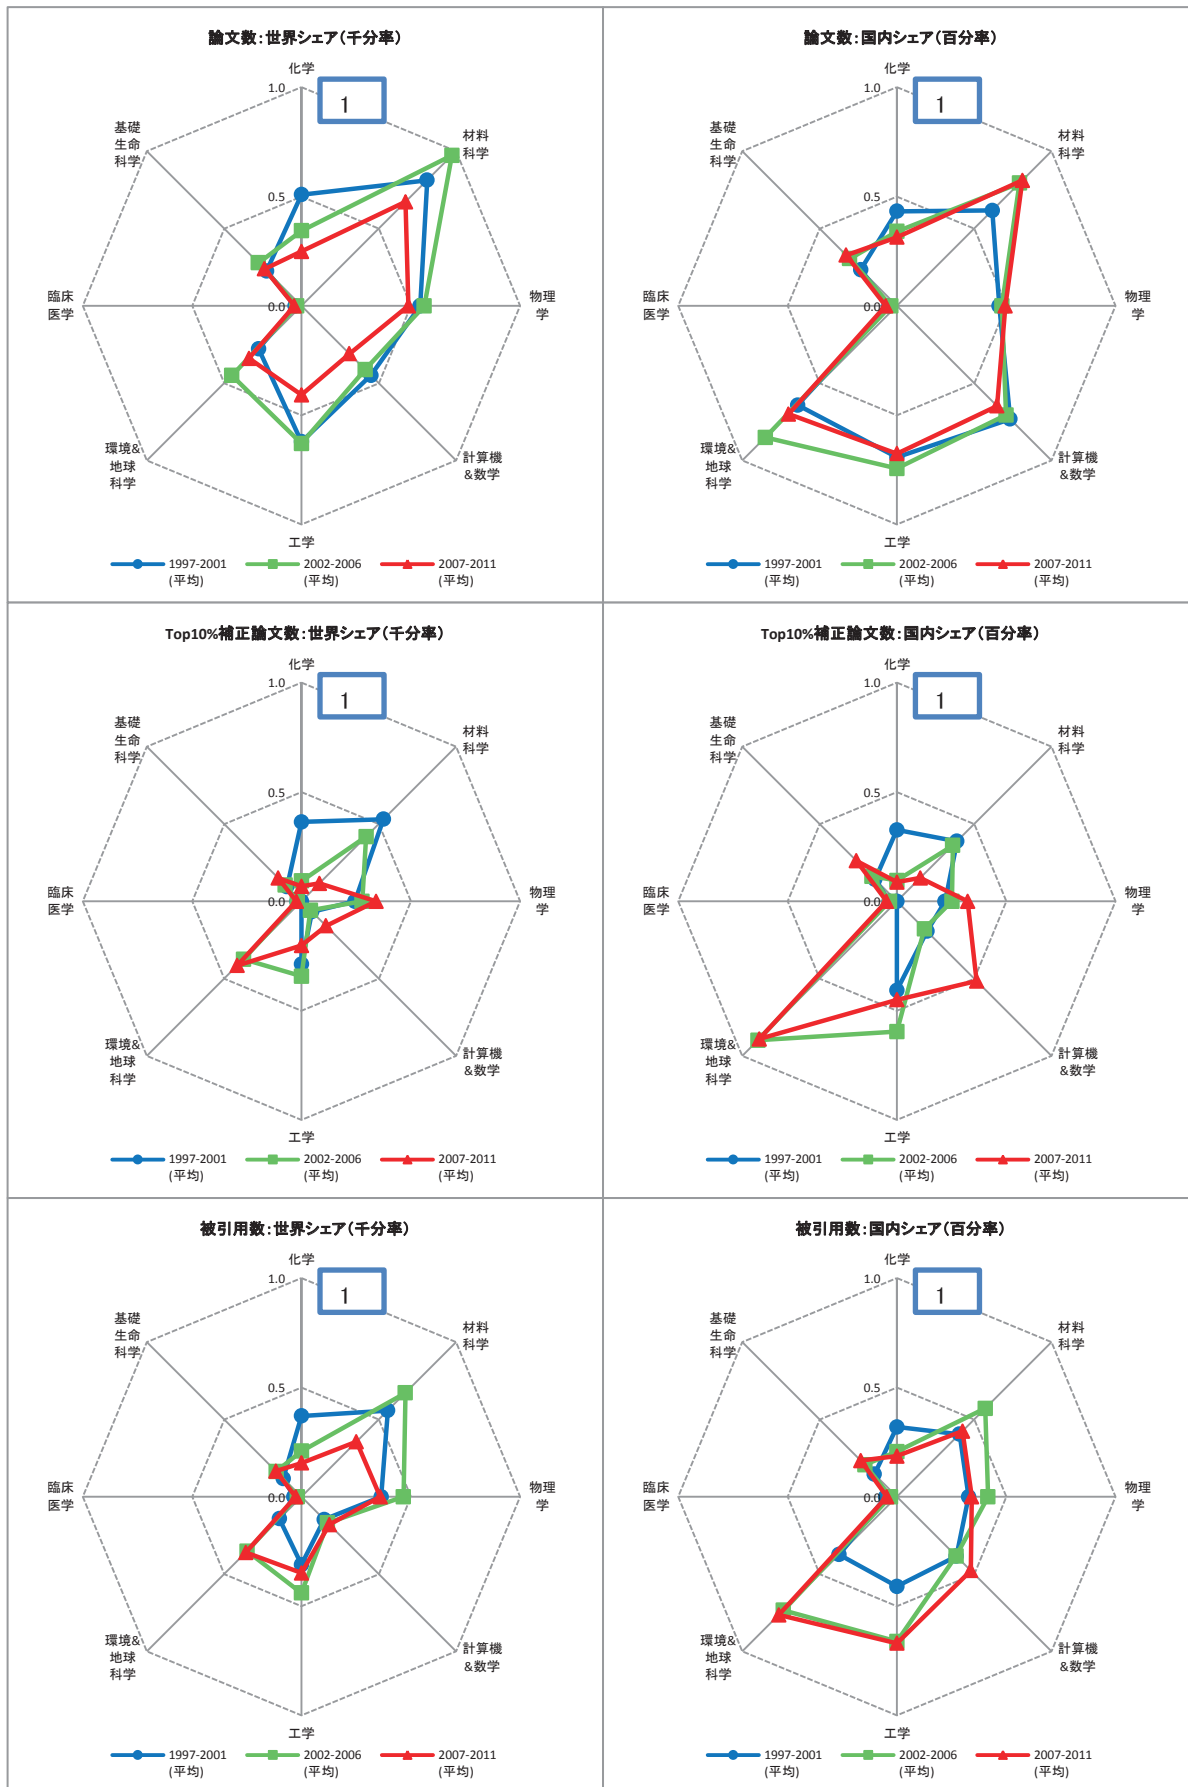 論文数：世界シェア（千分率）
化学
1.0
1
基礎
生命
科学
材料
科学
0.5
臨床
医学
0.0
物理
学
環境&
地球
科学
計算機
&数学
工学
1997-2001
(平均)
2002-2006
(平均)
2007-2011
(平均)
論文数：国内シェア（百分率）
化学
1.0
1
基礎
生命
科学
材料
科学
0.5
臨床
医学
0.0
物理
学
環境&
地球
科学
計算機
&数学
工学
1997-2001
(平均)
2002-2006
(平均)
2007-2011
(平均)
Top10%補正論文数：世界シェア（千分率）
化学
1.0
1
基礎
生命
科学
材料
科学
0.5
臨床
医学
0.0
物理
学
環境&
地球
科学
計算機
&数学
工学
1997-2001
(平均)
2002-2006
(平均)
2007-2011
(平均)
Top10%補正論文数：国内シェア（百分率）
化学
1.0
1
基礎
生命
科学
材料
科学
0.5
臨床
医学
0.0
物理
学
環境&
地球
科学
計算機
&数学
工学
1997-2001
(平均)
2002-2006
(平均)
2007-2011
(平均)
被引用数：世界シェア（千分率）
化学
1.0
1
基礎
生命
科学
材料
科学
0.5
臨床
医学
0.0
物理
学
環境&
地球
科学
計算機
&数学
工学
1997-2001
(平均)
2002-2006
(平均)
2007-2011
(平均)
被引用数：国内シェア（百分率）
化学
1.0
1
基礎
生命
科学
材料
科学
0.5
臨床
医学
0.0
物理
学
環境&
地球
科学
計算機
&数学
工学
1997-2001
(平均)
2002-2006
(平均)
2007-2011
(平均)